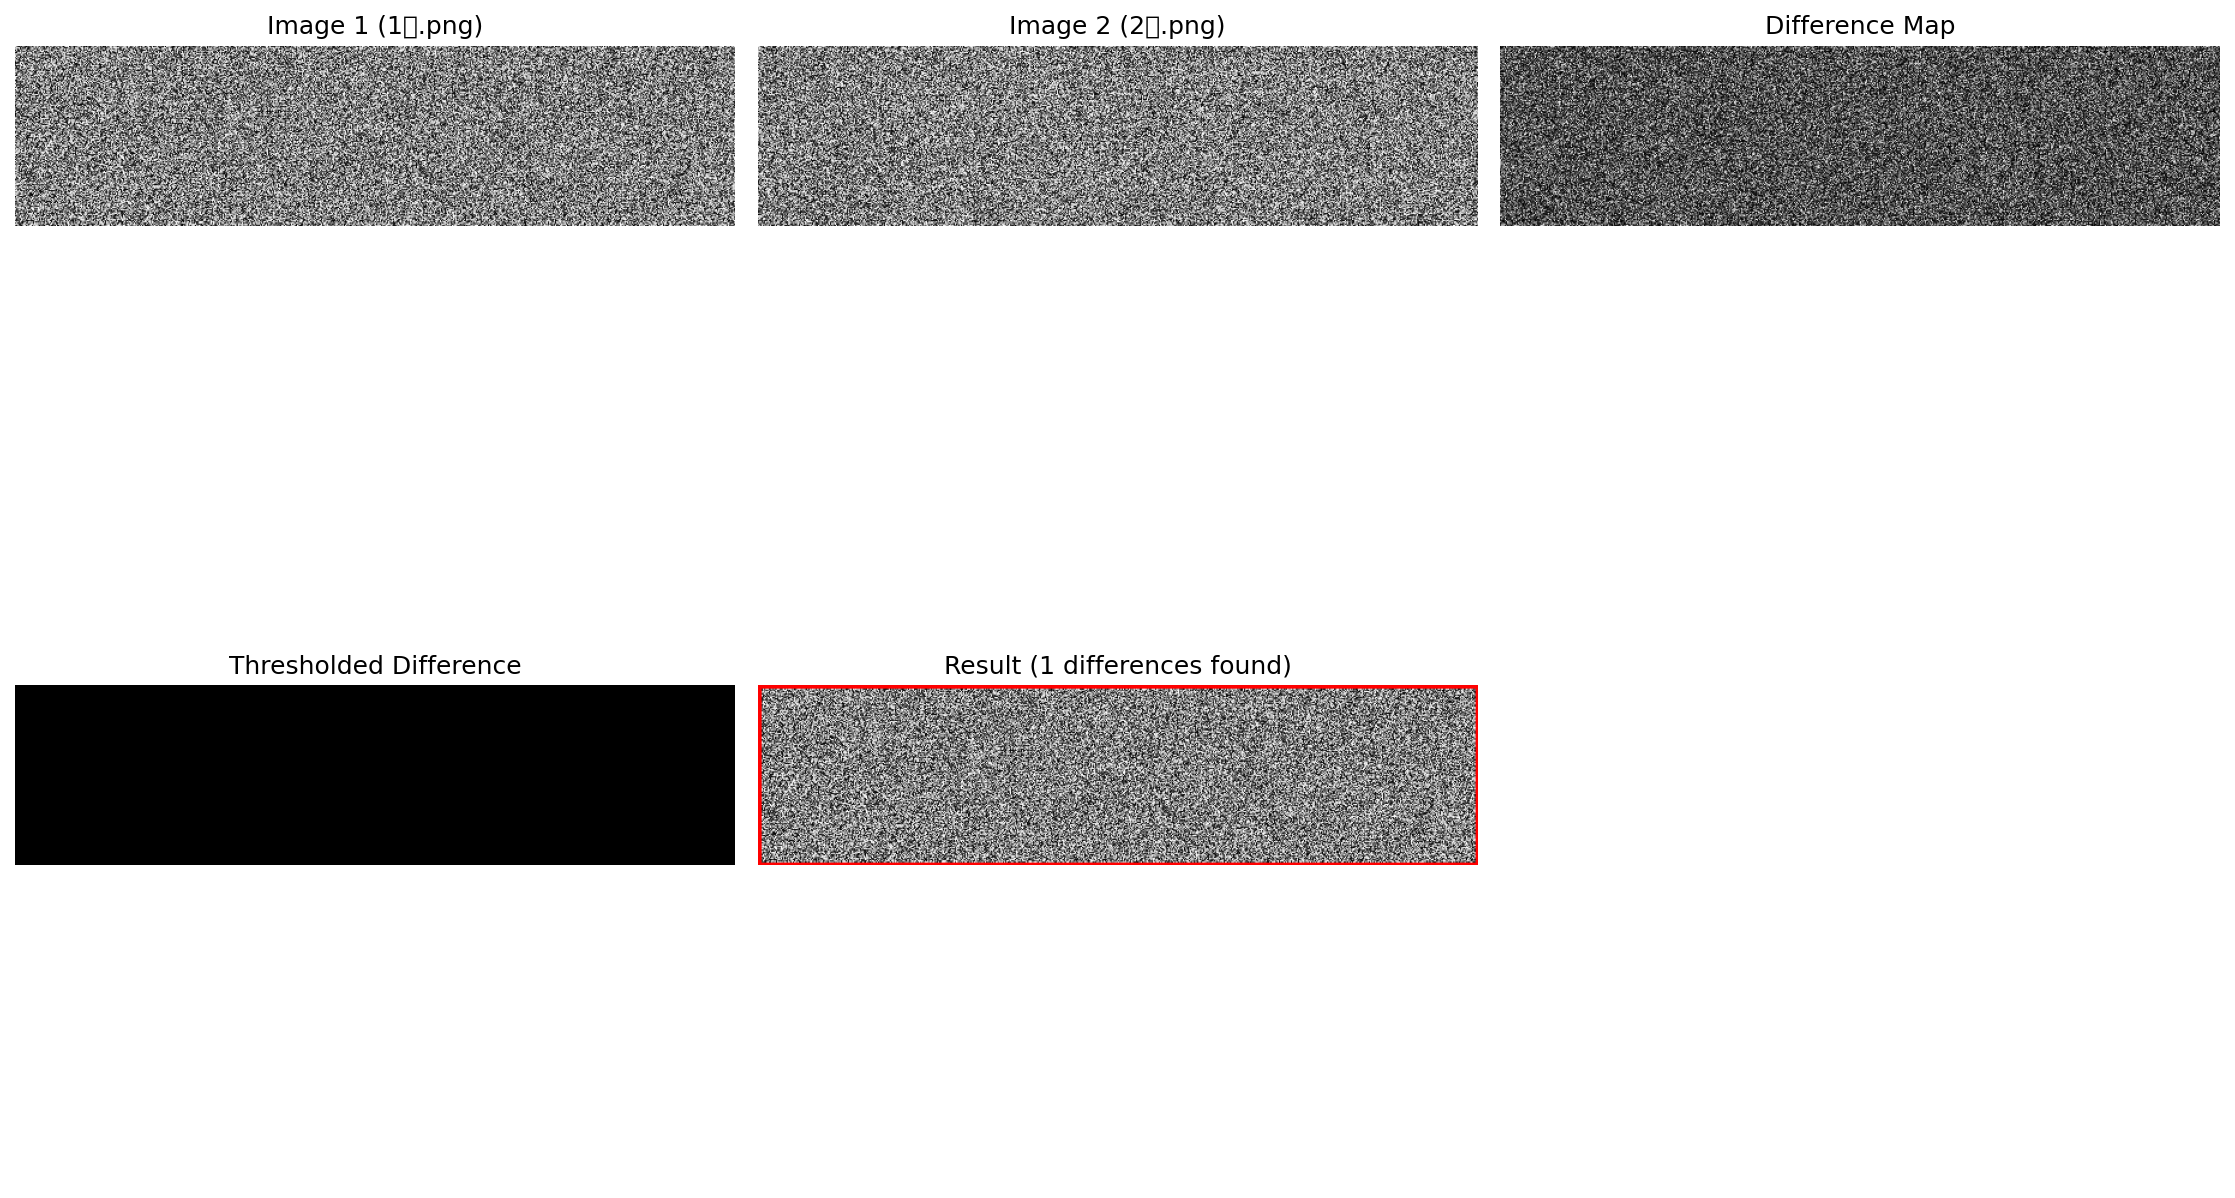 Image 1 (1▯.png)
Image 2 (2▯.png)
Difference Map
Thresholded Difference
Result (1 differences found)